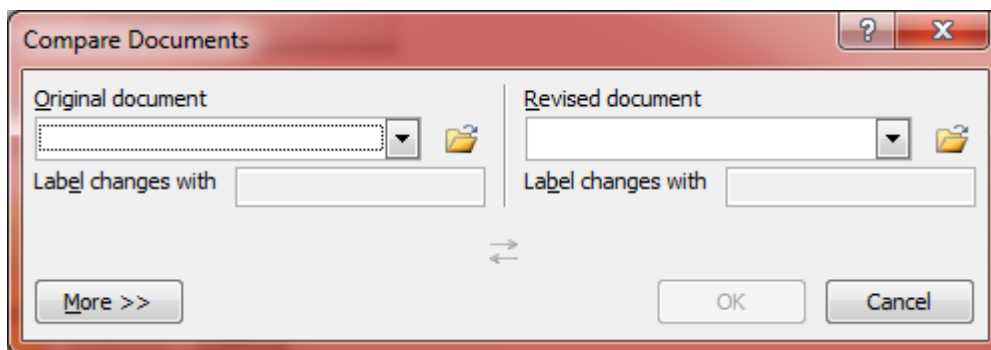 Compare Documents
Original document
Revised document
Label changes with
Label changes with
More >>
OK
Cancel